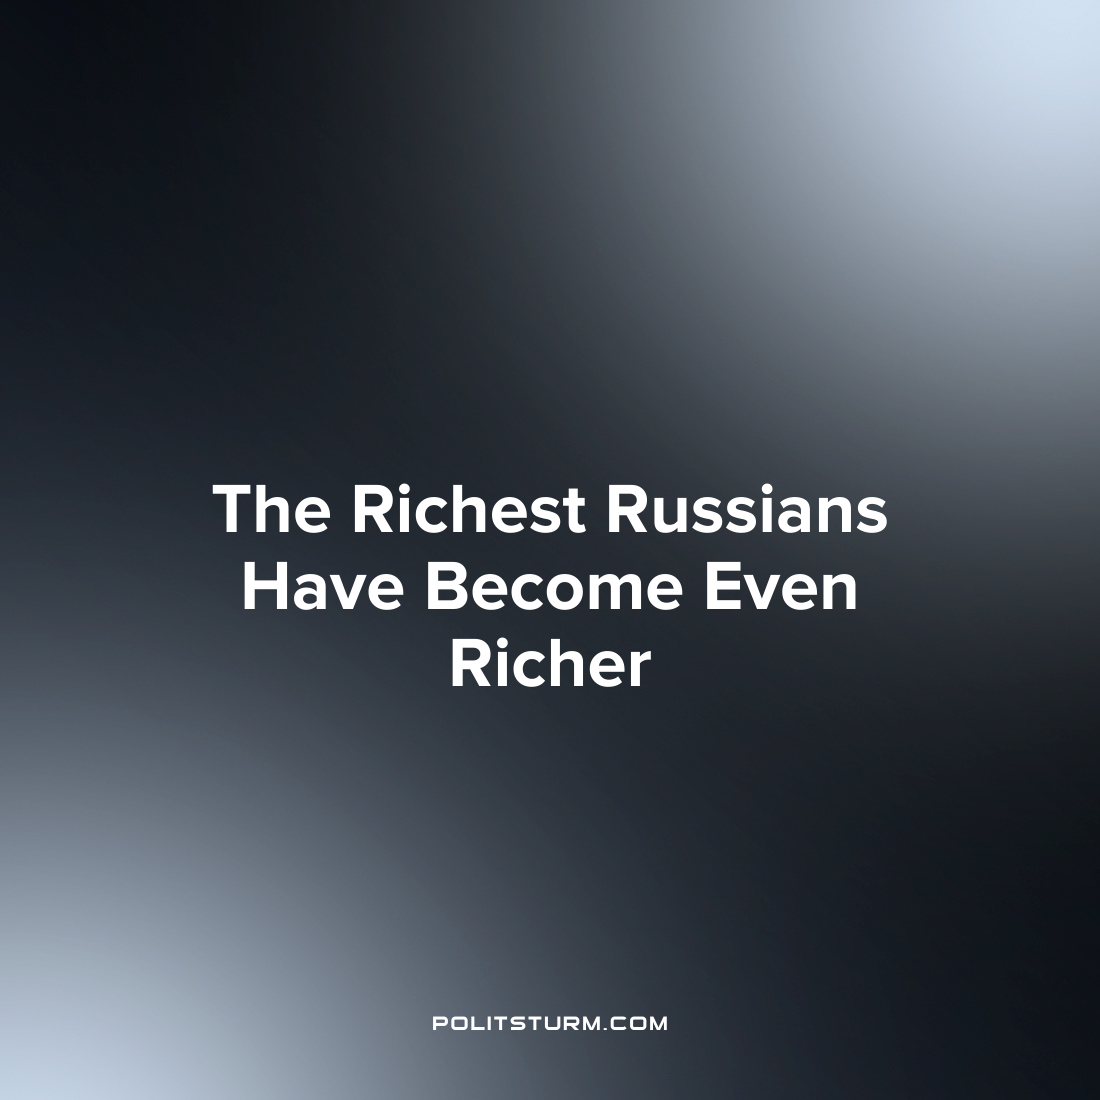 The Richest Russians
Have Become Even
Richer
POLITSTURM.COM